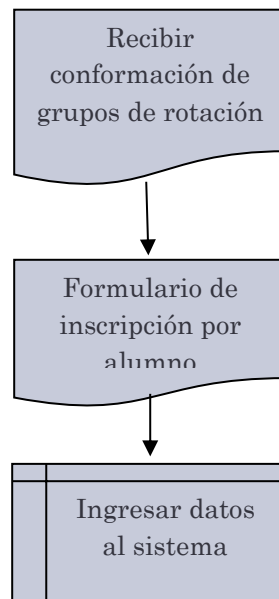 Recibir
conformación de
grupos de rotación
Formulario de
inscripción por
alumno
Ingresar datos
al sistema